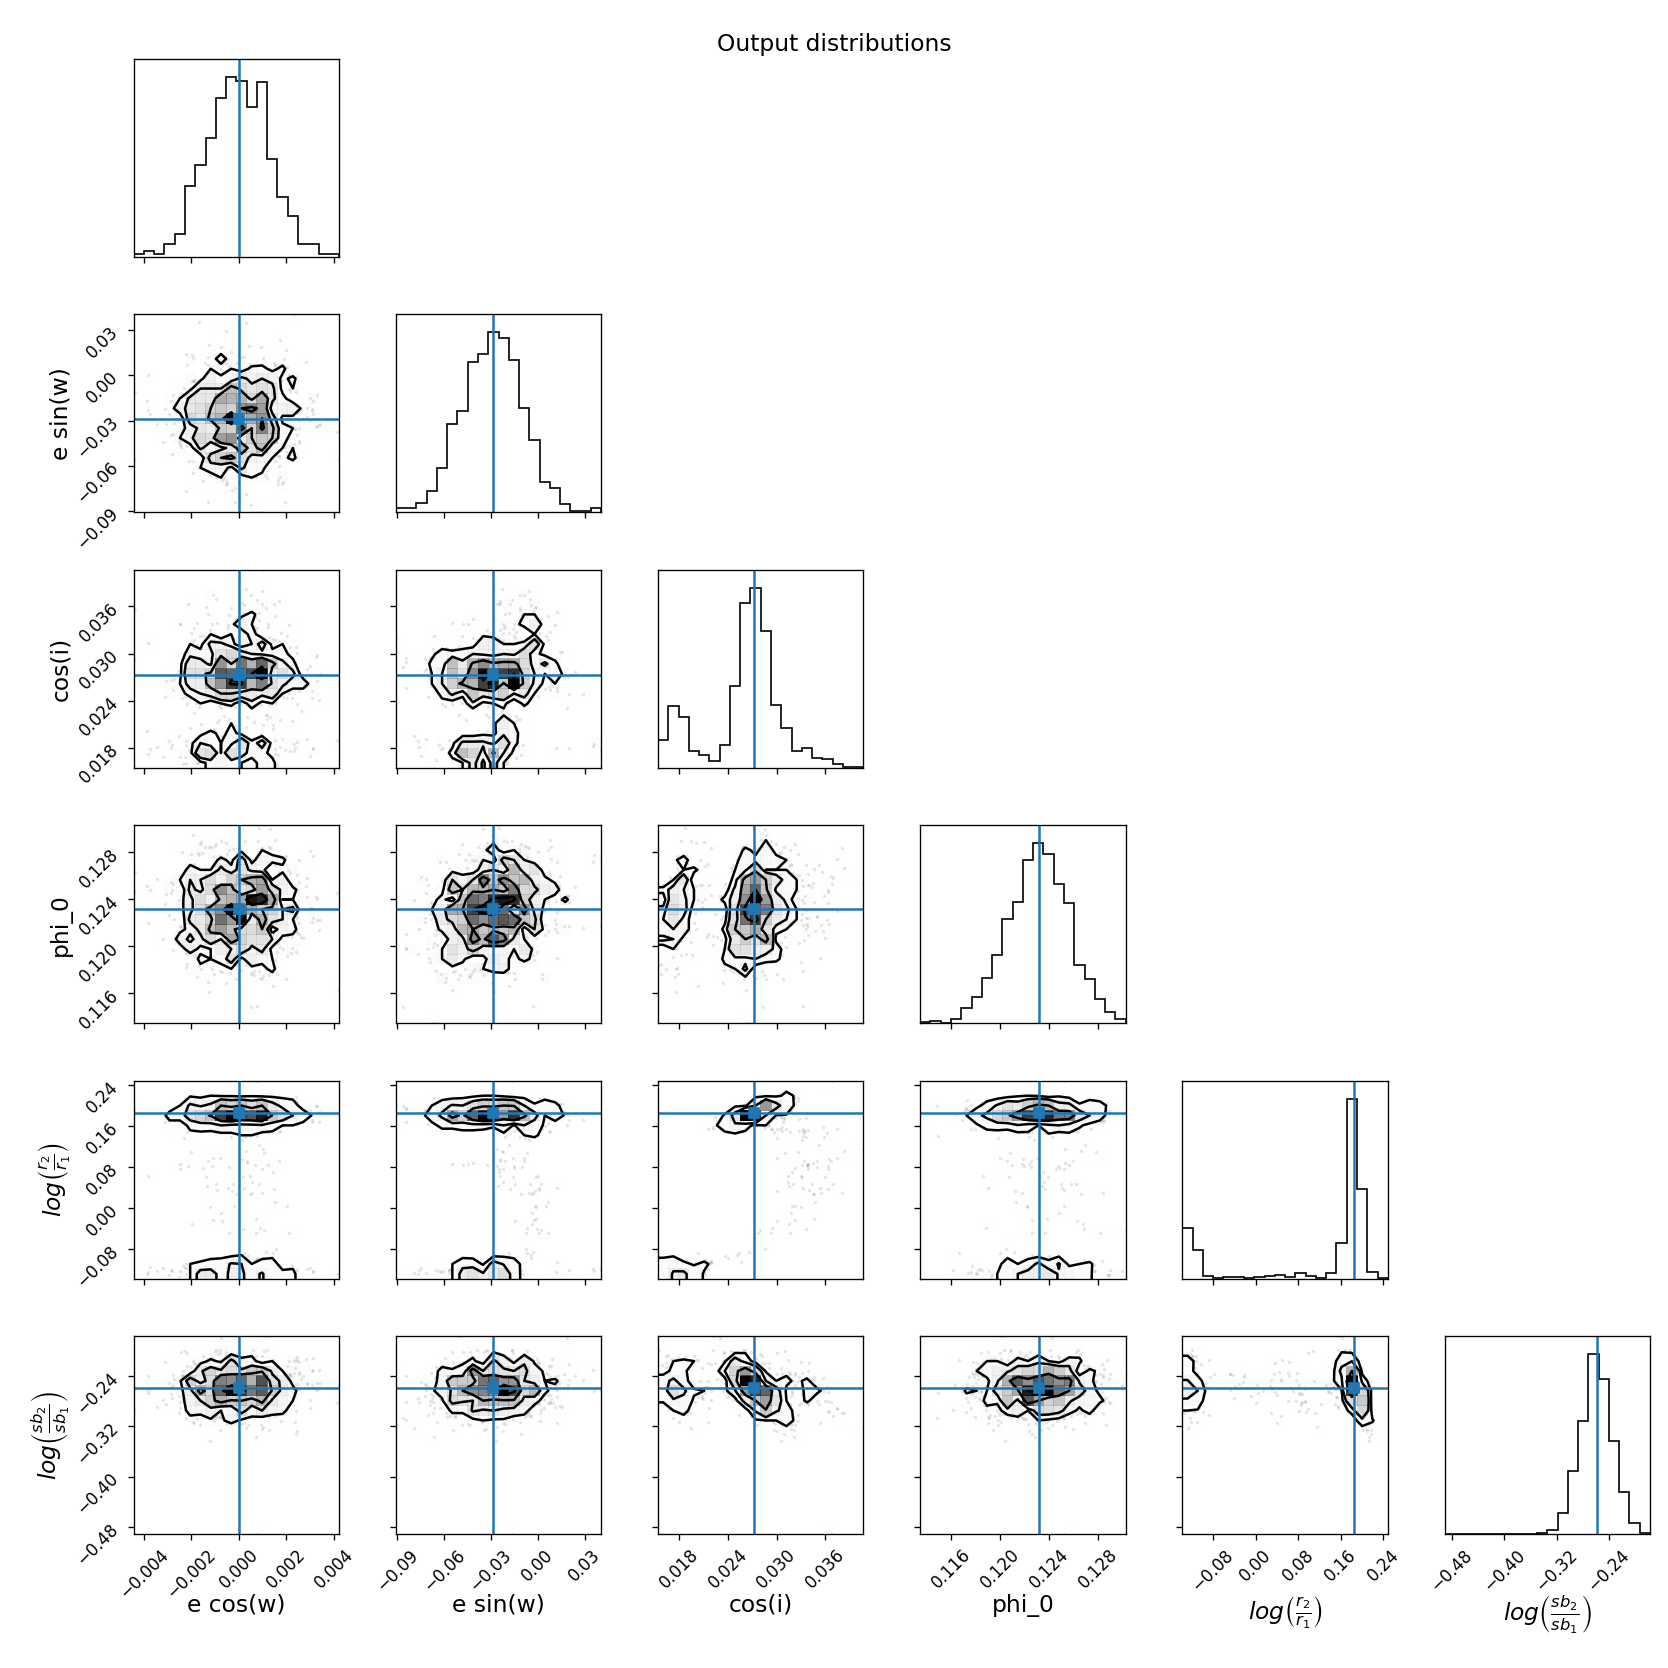 Output distributions
e sin(w)
0.03
0.00
−0.03
−0.06
−0.09
cos(i)
0.036
0.030
0.024
0.018
phi_0
0.128
0.124
0.120
0.116
log(r2/r1)
0.24
0.16
0.08
0.00
−0.08
log(sb2/sb1)
−0.24
−0.32
−0.40
−0.48
−0.004 −0.002 0.000 0.002 0.004
−0.09 −0.06 −0.03 0.00 0.03
0.018 0.024 0.030 0.036
0.116 0.120 0.124 0.128
−0.08 0.00 0.08 0.16 0.24
−0.48 −0.40 −0.32 −0.24
e cos(w) e sin(w) cos(i) phi_0 log(r2/r1) log(sb2/sb1)